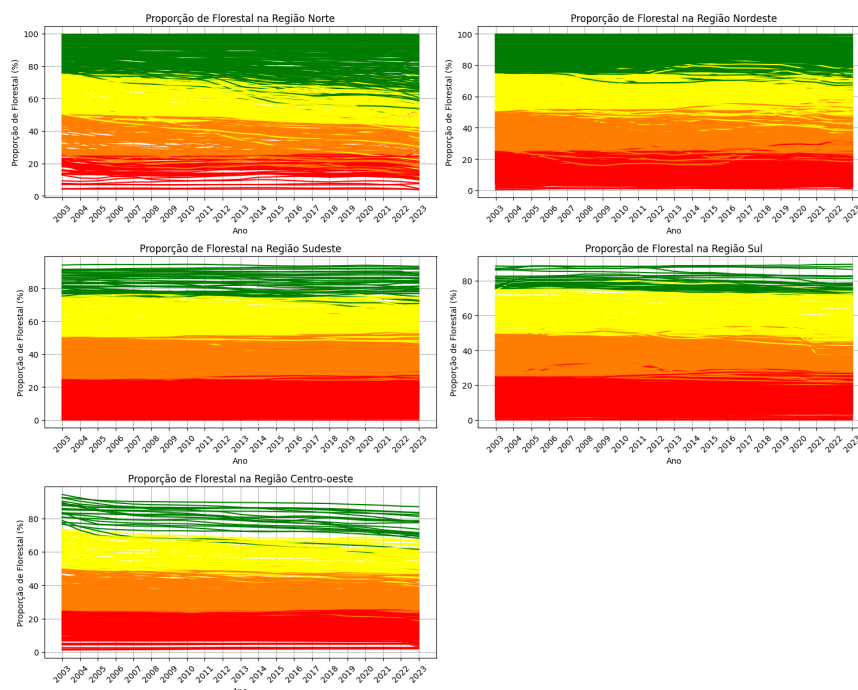 Proporção de Florestal na Região Norte
Proporção de Florestal (%)
100
80
60
40
20
0
2003 2004 2005 2006 2007 2008 2009 2010 2011 2012 2013 2014 2015 2016 2017 2018 2019 2020 2021 2022 2023
Ano
Proporção de Florestal na Região Nordeste
Proporção de Florestal (%)
100
80
60
40
20
0
2003 2004 2005 2006 2007 2008 2009 2010 2011 2012 2013 2014 2015 2016 2017 2018 2019 2020 2021 2022
Ano
Proporção de Florestal na Região Sudeste
Proporção de Florestal (%)
80
60
40
20
0
2003 2004 2005 2006 2007 2008 2009 2010 2011 2012 2013 2014 2015 2016 2017 2018 2019 2020 2021 2022 2023
Ano
Proporção de Florestal na Região Sul
Proporção de Florestal (%)
80
60
40
20
0
2003 2004 2005 2006 2007 2008 2009 2010 2011 2012 2013 2014 2015 2016 2017 2018 2019 2020 2021 2022
Ano
Proporção de Florestal na Região Centro-oeste
Proporção de Florestal (%)
80
60
40
20
0
2003 2004 2005 2006 2007 2008 2009 2010 2011 2012 2013 2014 2015 2016 2017 2018 2019 2020 2021 2022 2023